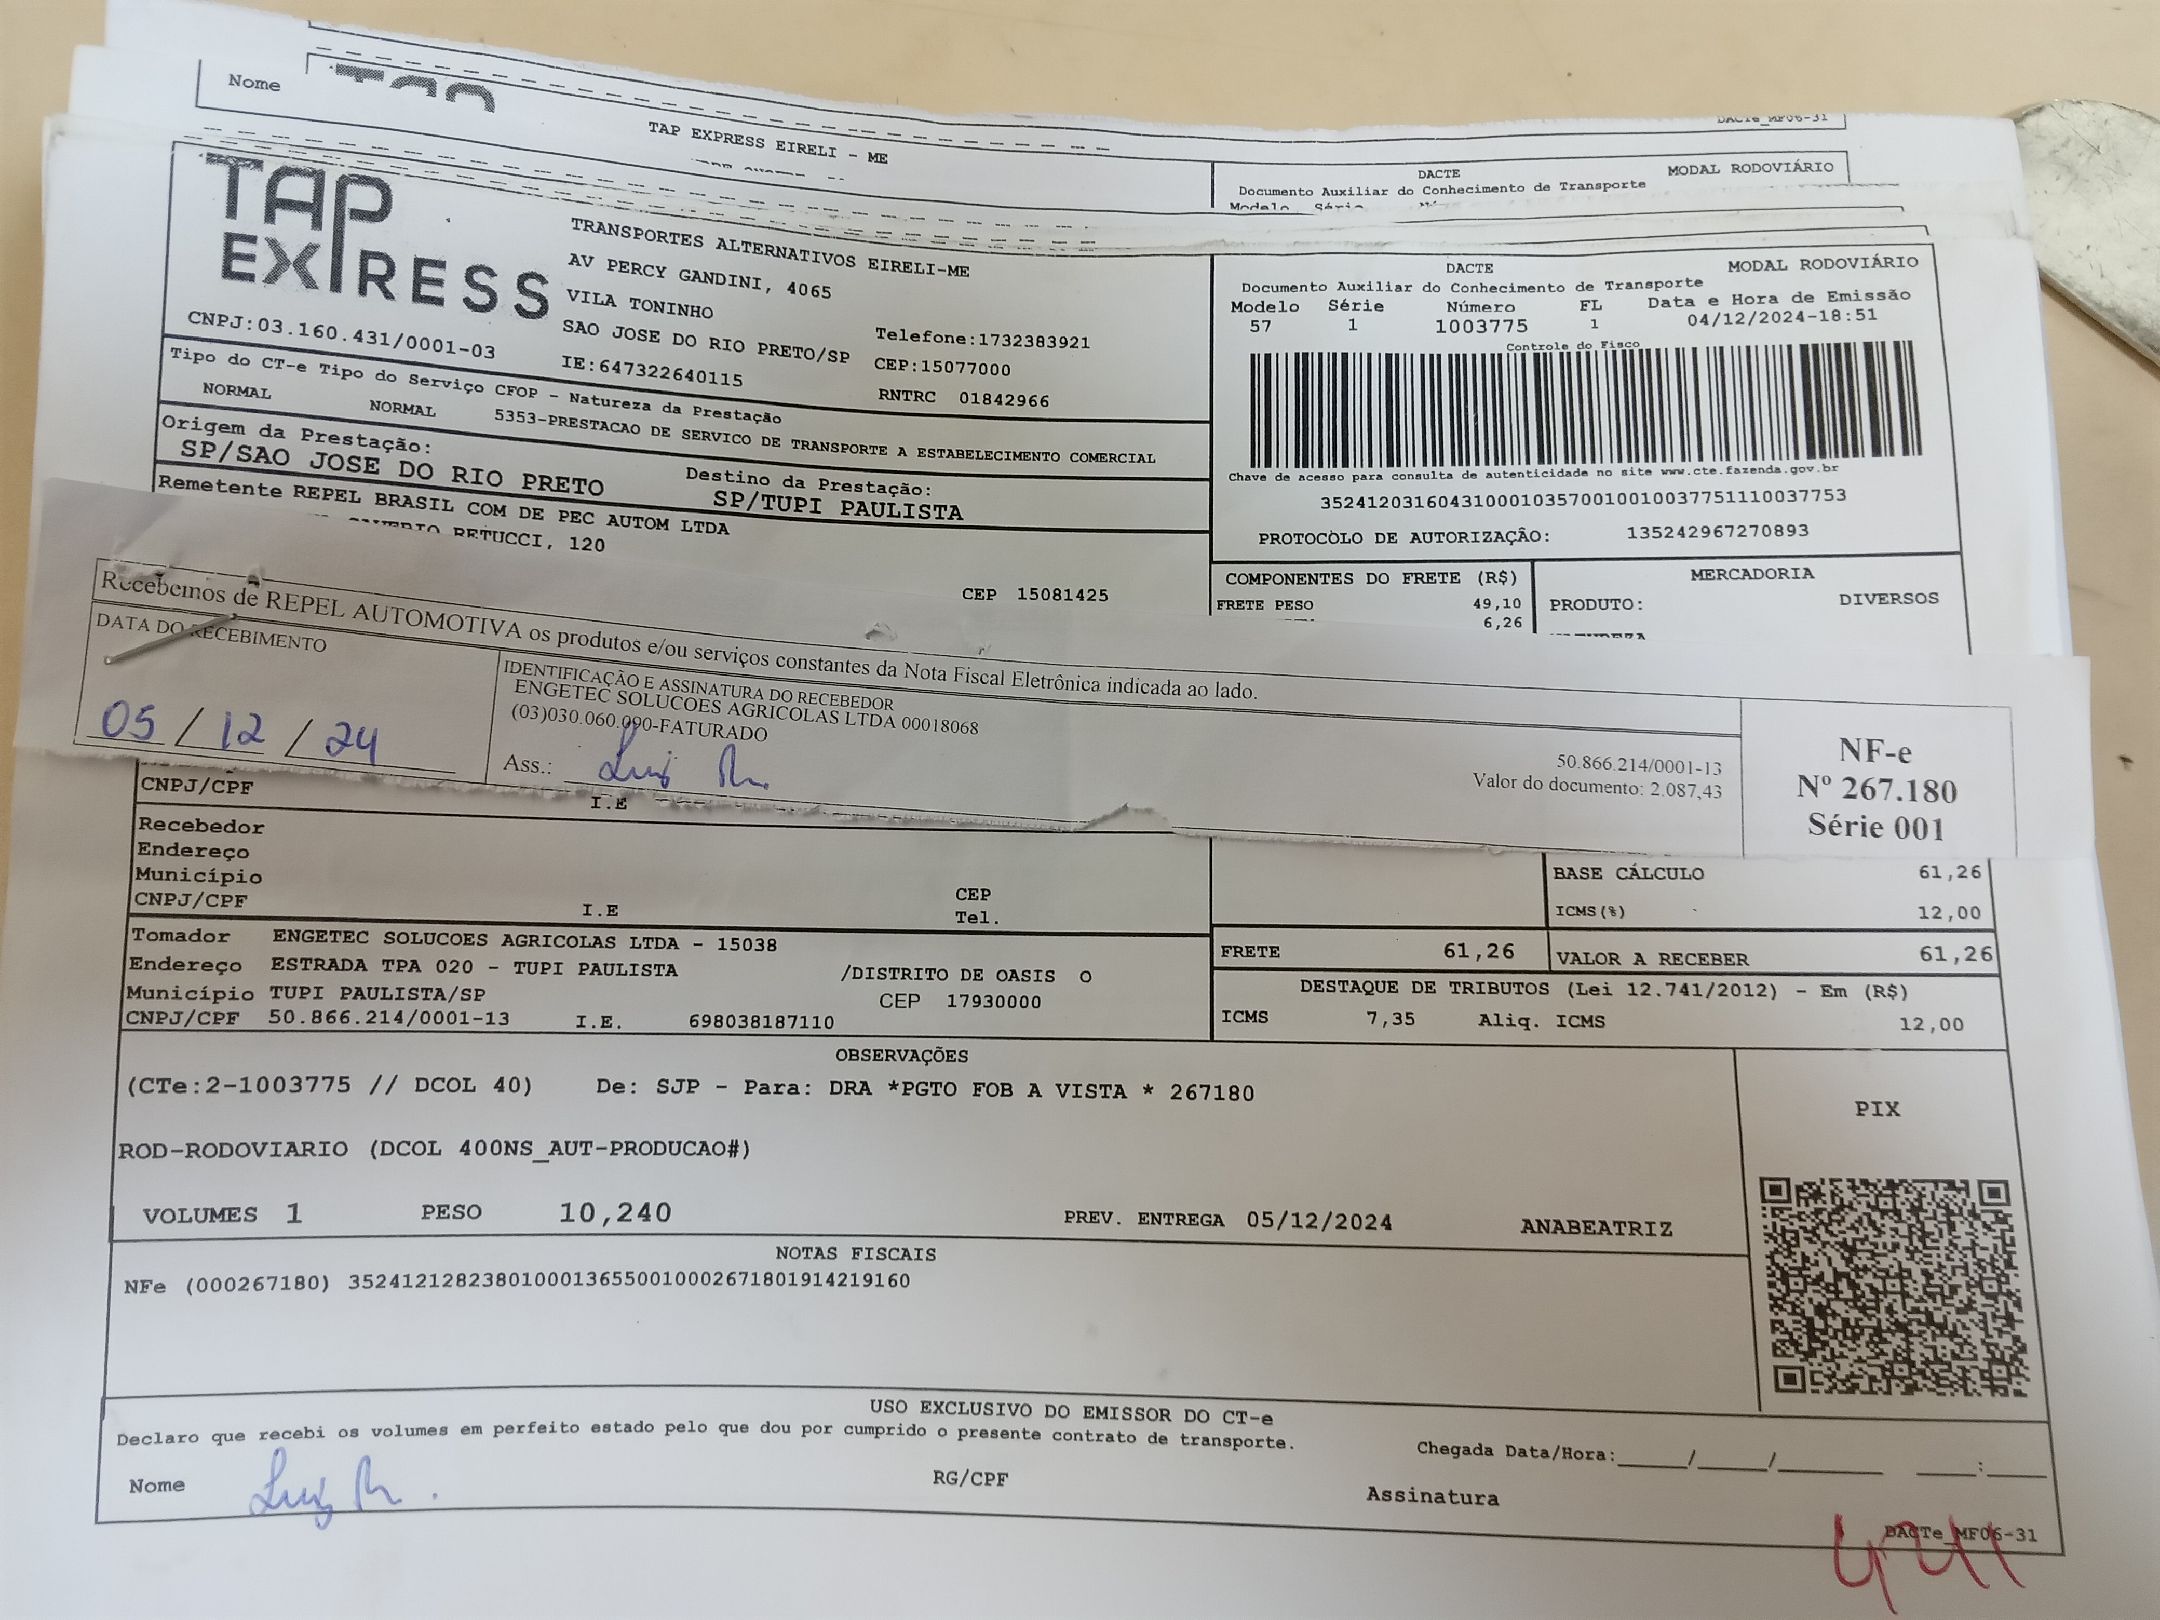 Nome
DACTe_MF06-31
TAP EXPRESS EIRELI - ME
DACTE
MODAL RODOVIÁRIO
Documento Auxiliar do Conhecimento de Transporte
TAP
EXPRESS
CNPJ:03.160.431/0001-03
TRANSPORTES ALTERNATIVOS EIRELI-ME
AV PERCY GANDINI, 4065
VILA TONINHO
SAO JOSE DO RIO PRETO/SP
IE:647322640115
Telefone:1732383921
CEP:15077000
RNTRC 01842966
DACTE
MODAL RODOVIÁRIO
Documento Auxiliar do Conhecimento de Transporte
Modelo Série Número FL Data e Hora de Emissão
57 1 1003775 1 04/12/2024-18:51
Controle do Fisco
Chave de acesso para consulta de autenticidade no site www.cte.fazenda.gov.br
35241203160431000103570010010037751110037753
PROTOCOLO DE AUTORIZAÇÃO: 135242967270893
Tipo do CT-e Tipo do Serviço CFOP - Natureza da Prestação
NORMAL NORMAL 5353-PRESTACAO DE SERVICO DE TRANSPORTE A ESTABELECIMENTO COMERCIAL
Origem da Prestação:
SP/SAO JOSE DO RIO PRETO
Destino da Prestação:
SP/TUPI PAULISTA
Remetente REPEL BRASIL COM DE PEC AUTOM LTDA
RETUCCI, 120
CEP 15081425
COMPONENTES DO FRETE (R$)
FRETE PESO 49,10
6,26
MERCADORIA
PRODUTO: DIVERSOS
Recebemos de REPEL AUTOMOTIVA os produtos e/ou serviços constantes da Nota Fiscal Eletrônica indicada ao lado.
DATA DO RECEBIMENTO
05/12/24
IDENTIFICAÇÃO E ASSINATURA DO RECEBEDOR
ENGETEC SOLUCOES AGRICOLAS LTDA 00018068
(03)030.060.090-FATURADO
Ass.: Luiz
50.866.214/0001-13
Valor do documento: 2.087,43
NF-e
Nº 267.180
Série 001
CNPJ/CPF I.E
Recebedor
Endereço
Município CEP
CNPJ/CPF I.E Tel.
BASE CÁLCULO 61,26
ICMS(%) 12,00
Tomador ENGETEC SOLUCOES AGRICOLAS LTDA - 15038
Endereço ESTRADA TPA 020 - TUPI PAULISTA /DISTRITO DE OASIS O
Município TUPI PAULISTA/SP CEP 17930000
CNPJ/CPF 50.866.214/0001-13 I.E. 698038187110
FRETE 61,26 VALOR A RECEBER 61,26
DESTAQUE DE TRIBUTOS (Lei 12.741/2012) - Em (R$)
ICMS 7,35 Aliq. ICMS 12,00
OBSERVAÇÕES
(CTe:2-1003775 // DCOL 40) De: SJP - Para: DRA *PGTO FOB A VISTA * 267180
ROD-RODOVIARIO (DCOL 400NS_AUT-PRODUCAO#)
PIX
VOLUMES 1 PESO 10,240 PREV. ENTREGA 05/12/2024 ANABEATRIZ
NOTAS FISCAIS
NFe (000267180) 35241212823801000136550010002671801914219160
USO EXCLUSIVO DO EMISSOR DO CT-e
Declaro que recebi os volumes em perfeito estado pelo que dou por cumprido o presente contrato de transporte.
Chegada Data/Hora:____/____/______ ___:___
Nome Luiz
RG/CPF
Assinatura
DACTe_MF06-31